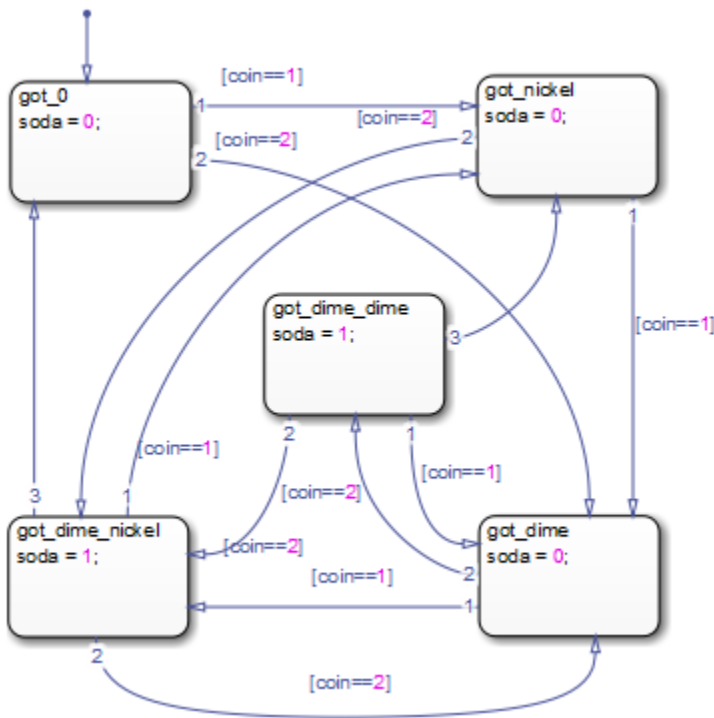 [coin==1]
got_0
soda = 0;
1
got_nickel
soda = 0;
[coin==2]
[coin==2]
2
2
1
got_dime_dime
soda = 1;
[coin==1]
3
2
1
[coin==1]
[coin==1]
3
1
[coin==2]
got_dime_nickel
soda = 1;
got_dime
soda = 0;
[coin==2]
[coin==1]
2
1
2
[coin==2]